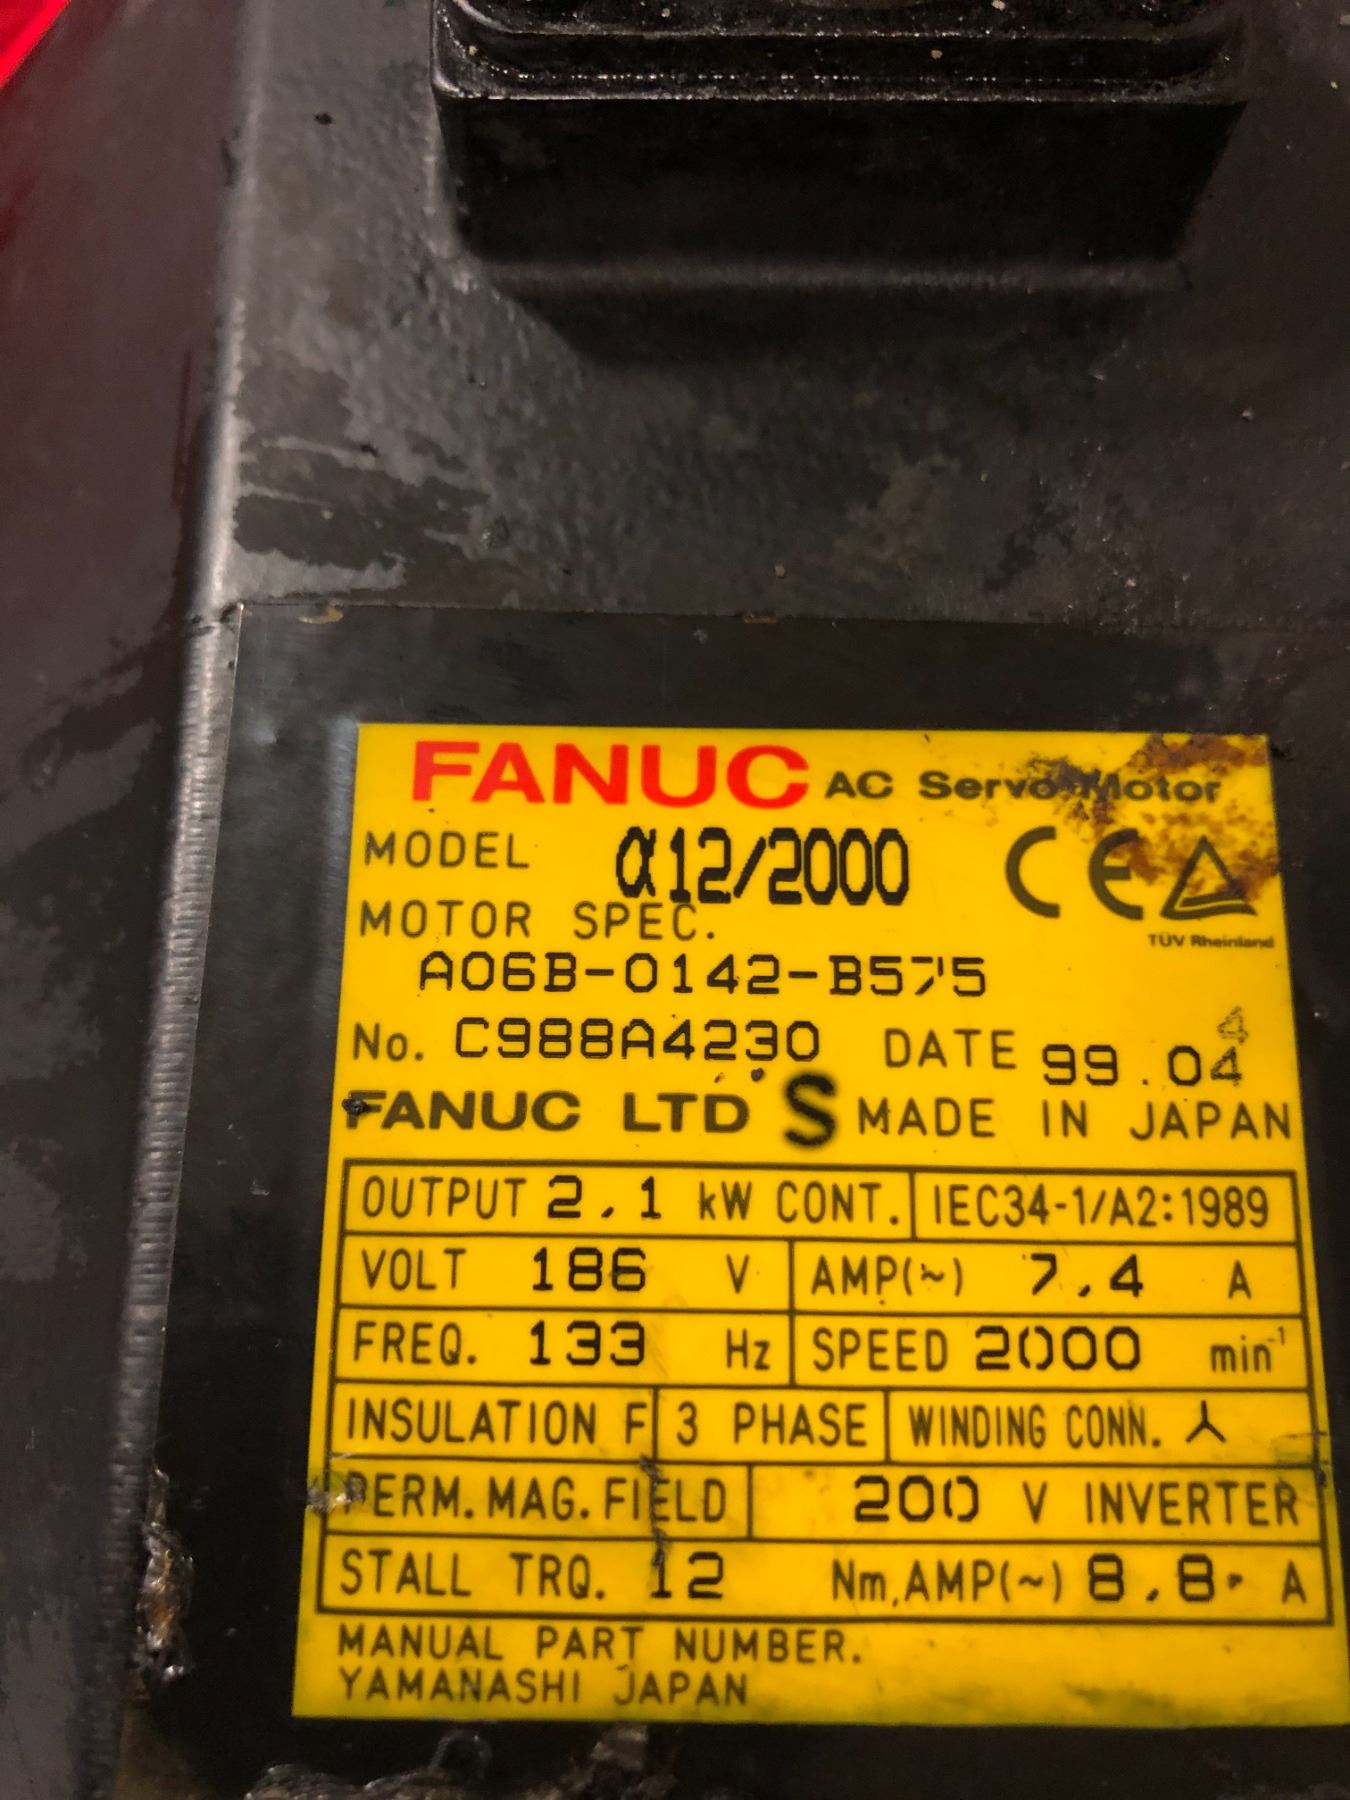 FANUC AC Servo Motor
MODEL α12/2000 CE
MOTOR SPEC. TÜV Rheinland
A06B-0142-B575
No. C988A4230 DATE 99.04 4
FANUC LTD S MADE IN JAPAN
OUTPUT 2.1 kW CONT. IEC34-1/A2:1989
VOLT 186 V AMP(~) 7.4 A
FREQ. 133 Hz SPEED 2000 min⁻¹
INSULATION F 3 PHASE WINDING CONN. 人
PERM. MAG. FIELD 200 V INVERTER
STALL TRQ. 12 Nm, AMP(~) 8.8 A
MANUAL PART NUMBER.
YAMANASHI JAPAN